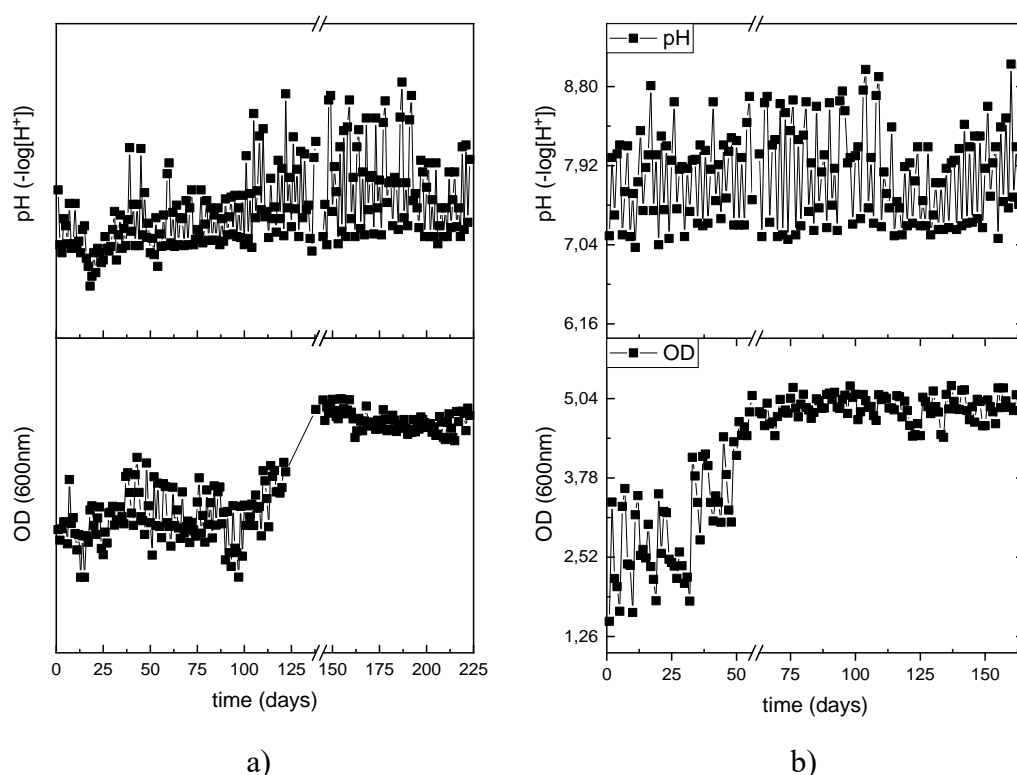 pH (-log[H⁺])
OD (600nm)
0 25 50 75 100 125 150 175 200 225
time (days)
a)
pH
pH (-log[H⁺])
8,80
7,92
7,04
6,16
OD
OD (600nm)
5,04
3,78
2,52
1,26
0 25 50 75 100 125 150
time (days)
b)